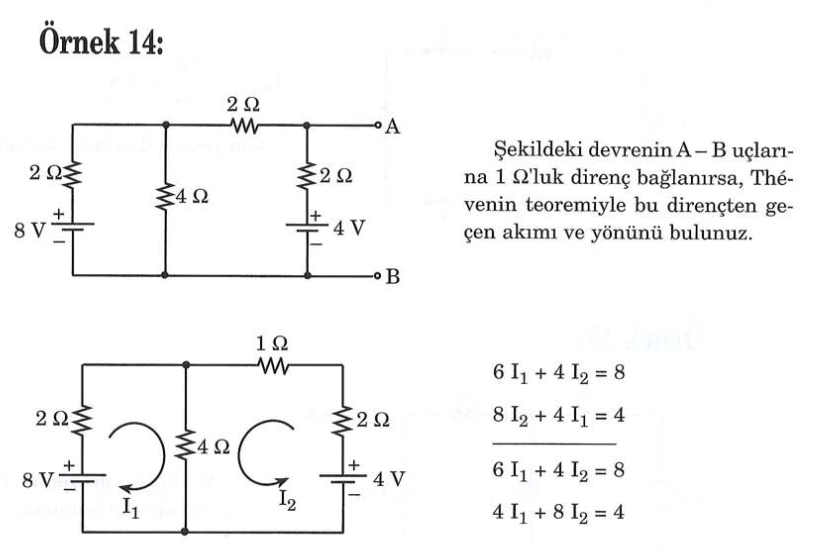 Örnek 14:
2 Ω
A
2 Ω
4 Ω
2 Ω
+
8 V
–
+
4 V
–
B
Şekildeki devrenin A – B uçları-
na 1 Ω'luk direnç bağlanırsa, Thé-
venin teoremiyle bu dirençten ge-
çen akımı ve yönünü bulunuz.
1 Ω
2 Ω
4 Ω
2 Ω
+
8 V
–
I₁
I₂
+
4 V
–
6 I₁ + 4 I₂ = 8
8 I₂ + 4 I₁ = 4
6 I₁ + 4 I₂ = 8
4 I₁ + 8 I₂ = 4